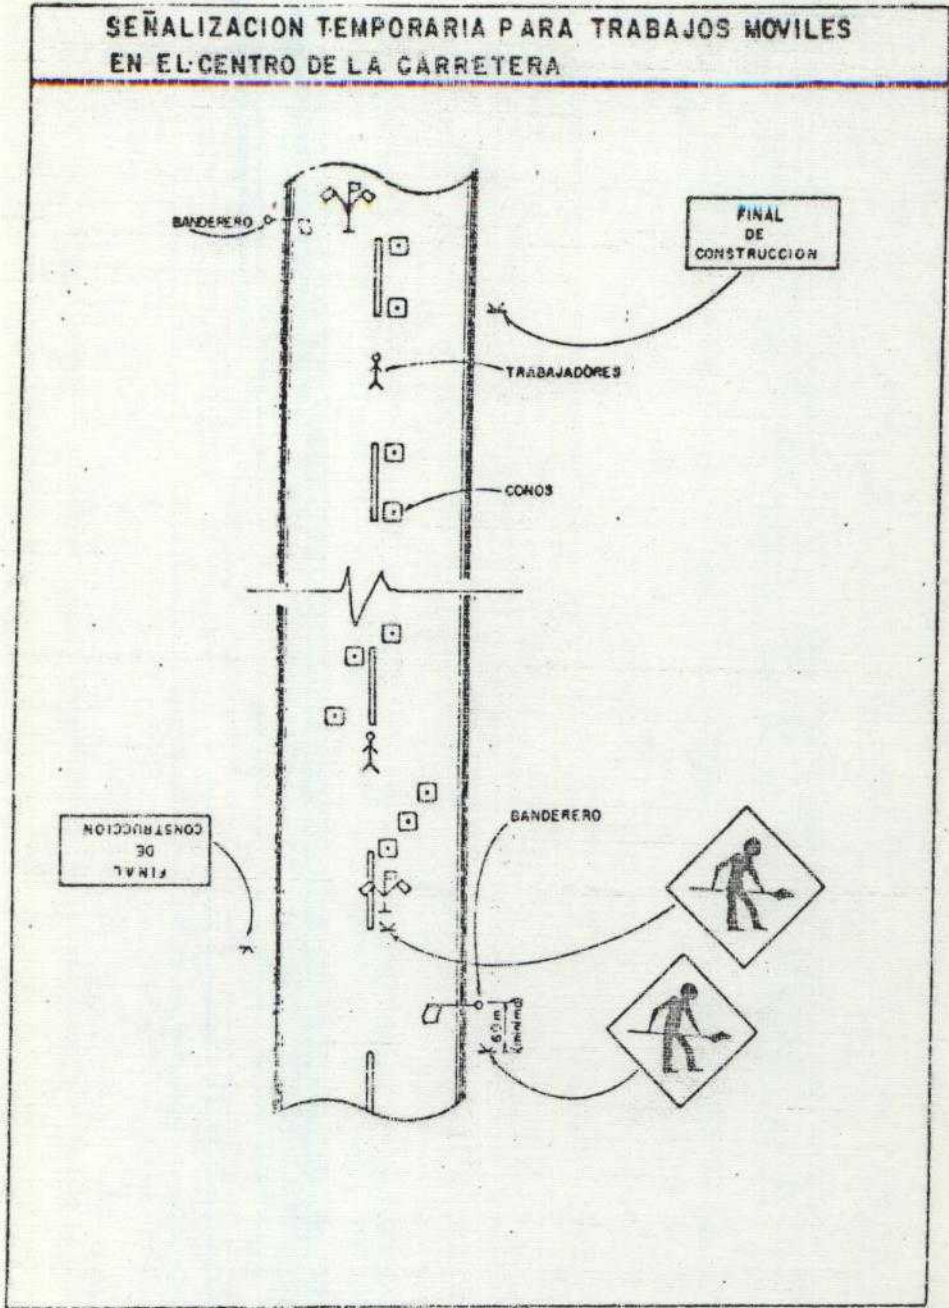 SEÑALIZACION TEMPORARIA PARA TRABAJOS MOVILES
EN EL CENTRO DE LA CARRETERA
BANDERERO
FINAL
DE
CONSTRUCCION
TRABAJADORES
CONOS
BANDERERO
FINAL
DE
CONSTRUCCION
60 m
(minimo)